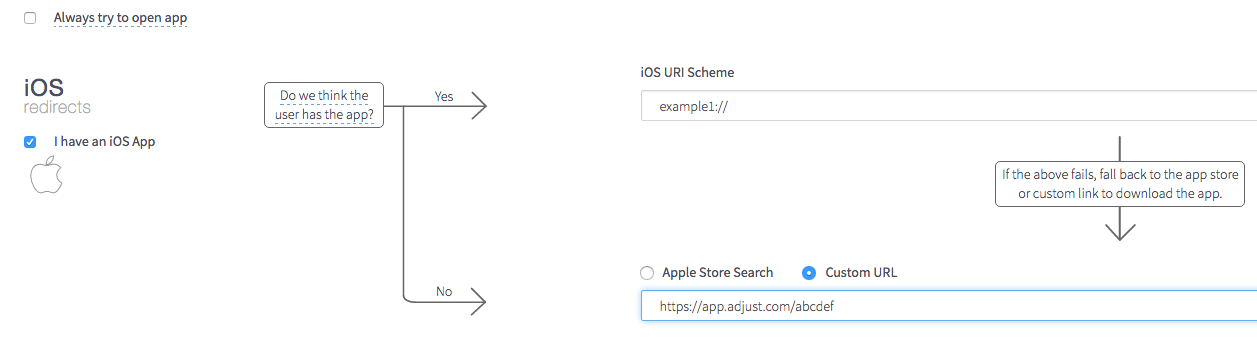 Always try to open app
iOS
redirects
I have an iOS App
Do we think the
user has the app?
Yes
No
iOS URI Scheme
example1://
If the above fails, fall back to the app store
or custom link to download the app.
Apple Store Search
Custom URL
https://app.adjust.com/abcdef